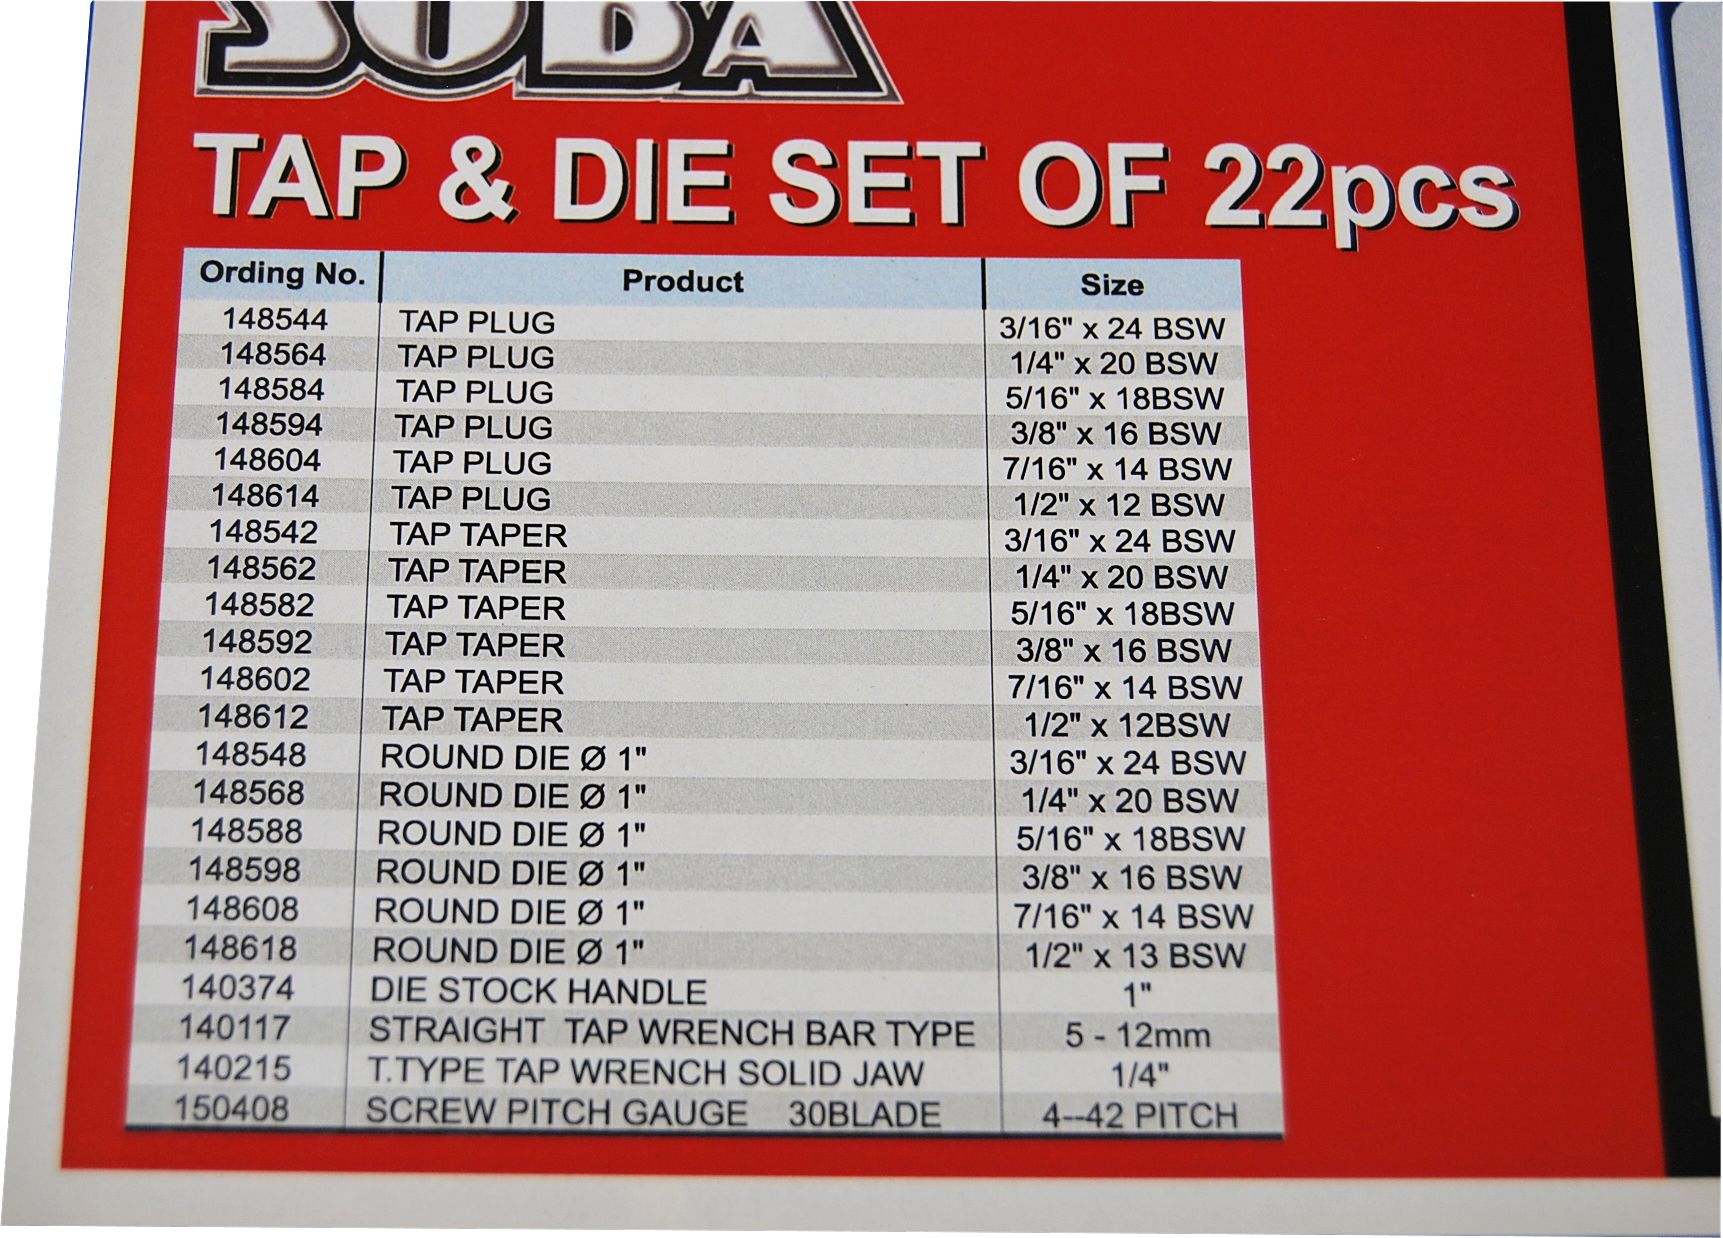 SOBA
TAP & DIE SET OF 22pcs
Ording No. Product Size
148544 TAP PLUG 3/16" x 24 BSW
148564 TAP PLUG 1/4" x 20 BSW
148584 TAP PLUG 5/16" x 18BSW
148594 TAP PLUG 3/8" x 16 BSW
148604 TAP PLUG 7/16" x 14 BSW
148614 TAP PLUG 1/2" x 12 BSW
148542 TAP TAPER 3/16" x 24 BSW
148562 TAP TAPER 1/4" x 20 BSW
148582 TAP TAPER 5/16" x 18BSW
148592 TAP TAPER 3/8" x 16 BSW
148602 TAP TAPER 7/16" x 14 BSW
148612 TAP TAPER 1/2" x 12BSW
148548 ROUND DIE Ø 1" 3/16" x 24 BSW
148568 ROUND DIE Ø 1" 1/4" x 20 BSW
148588 ROUND DIE Ø 1" 5/16" x 18BSW
148598 ROUND DIE Ø 1" 3/8" x 16 BSW
148608 ROUND DIE Ø 1" 7/16" x 14 BSW
148618 ROUND DIE Ø 1" 1/2" x 13 BSW
140374 DIE STOCK HANDLE 1"
140117 STRAIGHT TAP WRENCH BAR TYPE 5 - 12mm
140215 T.TYPE TAP WRENCH SOLID JAW 1/4"
150408 SCREW PITCH GAUGE 30BLADE 4--42 PITCH